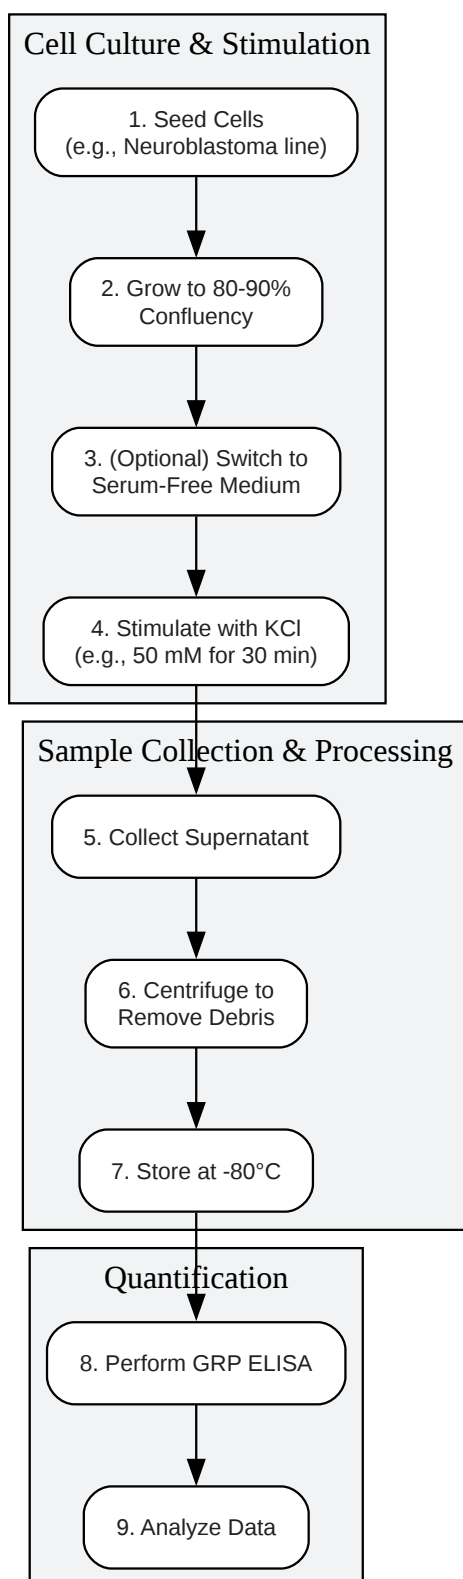 Cell Culture & Stimulation
1. Seed Cells
(e.g., Neuroblastoma line)
2. Grow to 80-90%
Confluency
3. (Optional) Switch to
Serum-Free Medium
4. Stimulate with KCl
(e.g., 50 mM for 30 min)
Sample Collection & Processing
5. Collect Supernatant
6. Centrifuge to
Remove Debris
7. Store at -80°C
Quantification
8. Perform GRP ELISA
9. Analyze Data